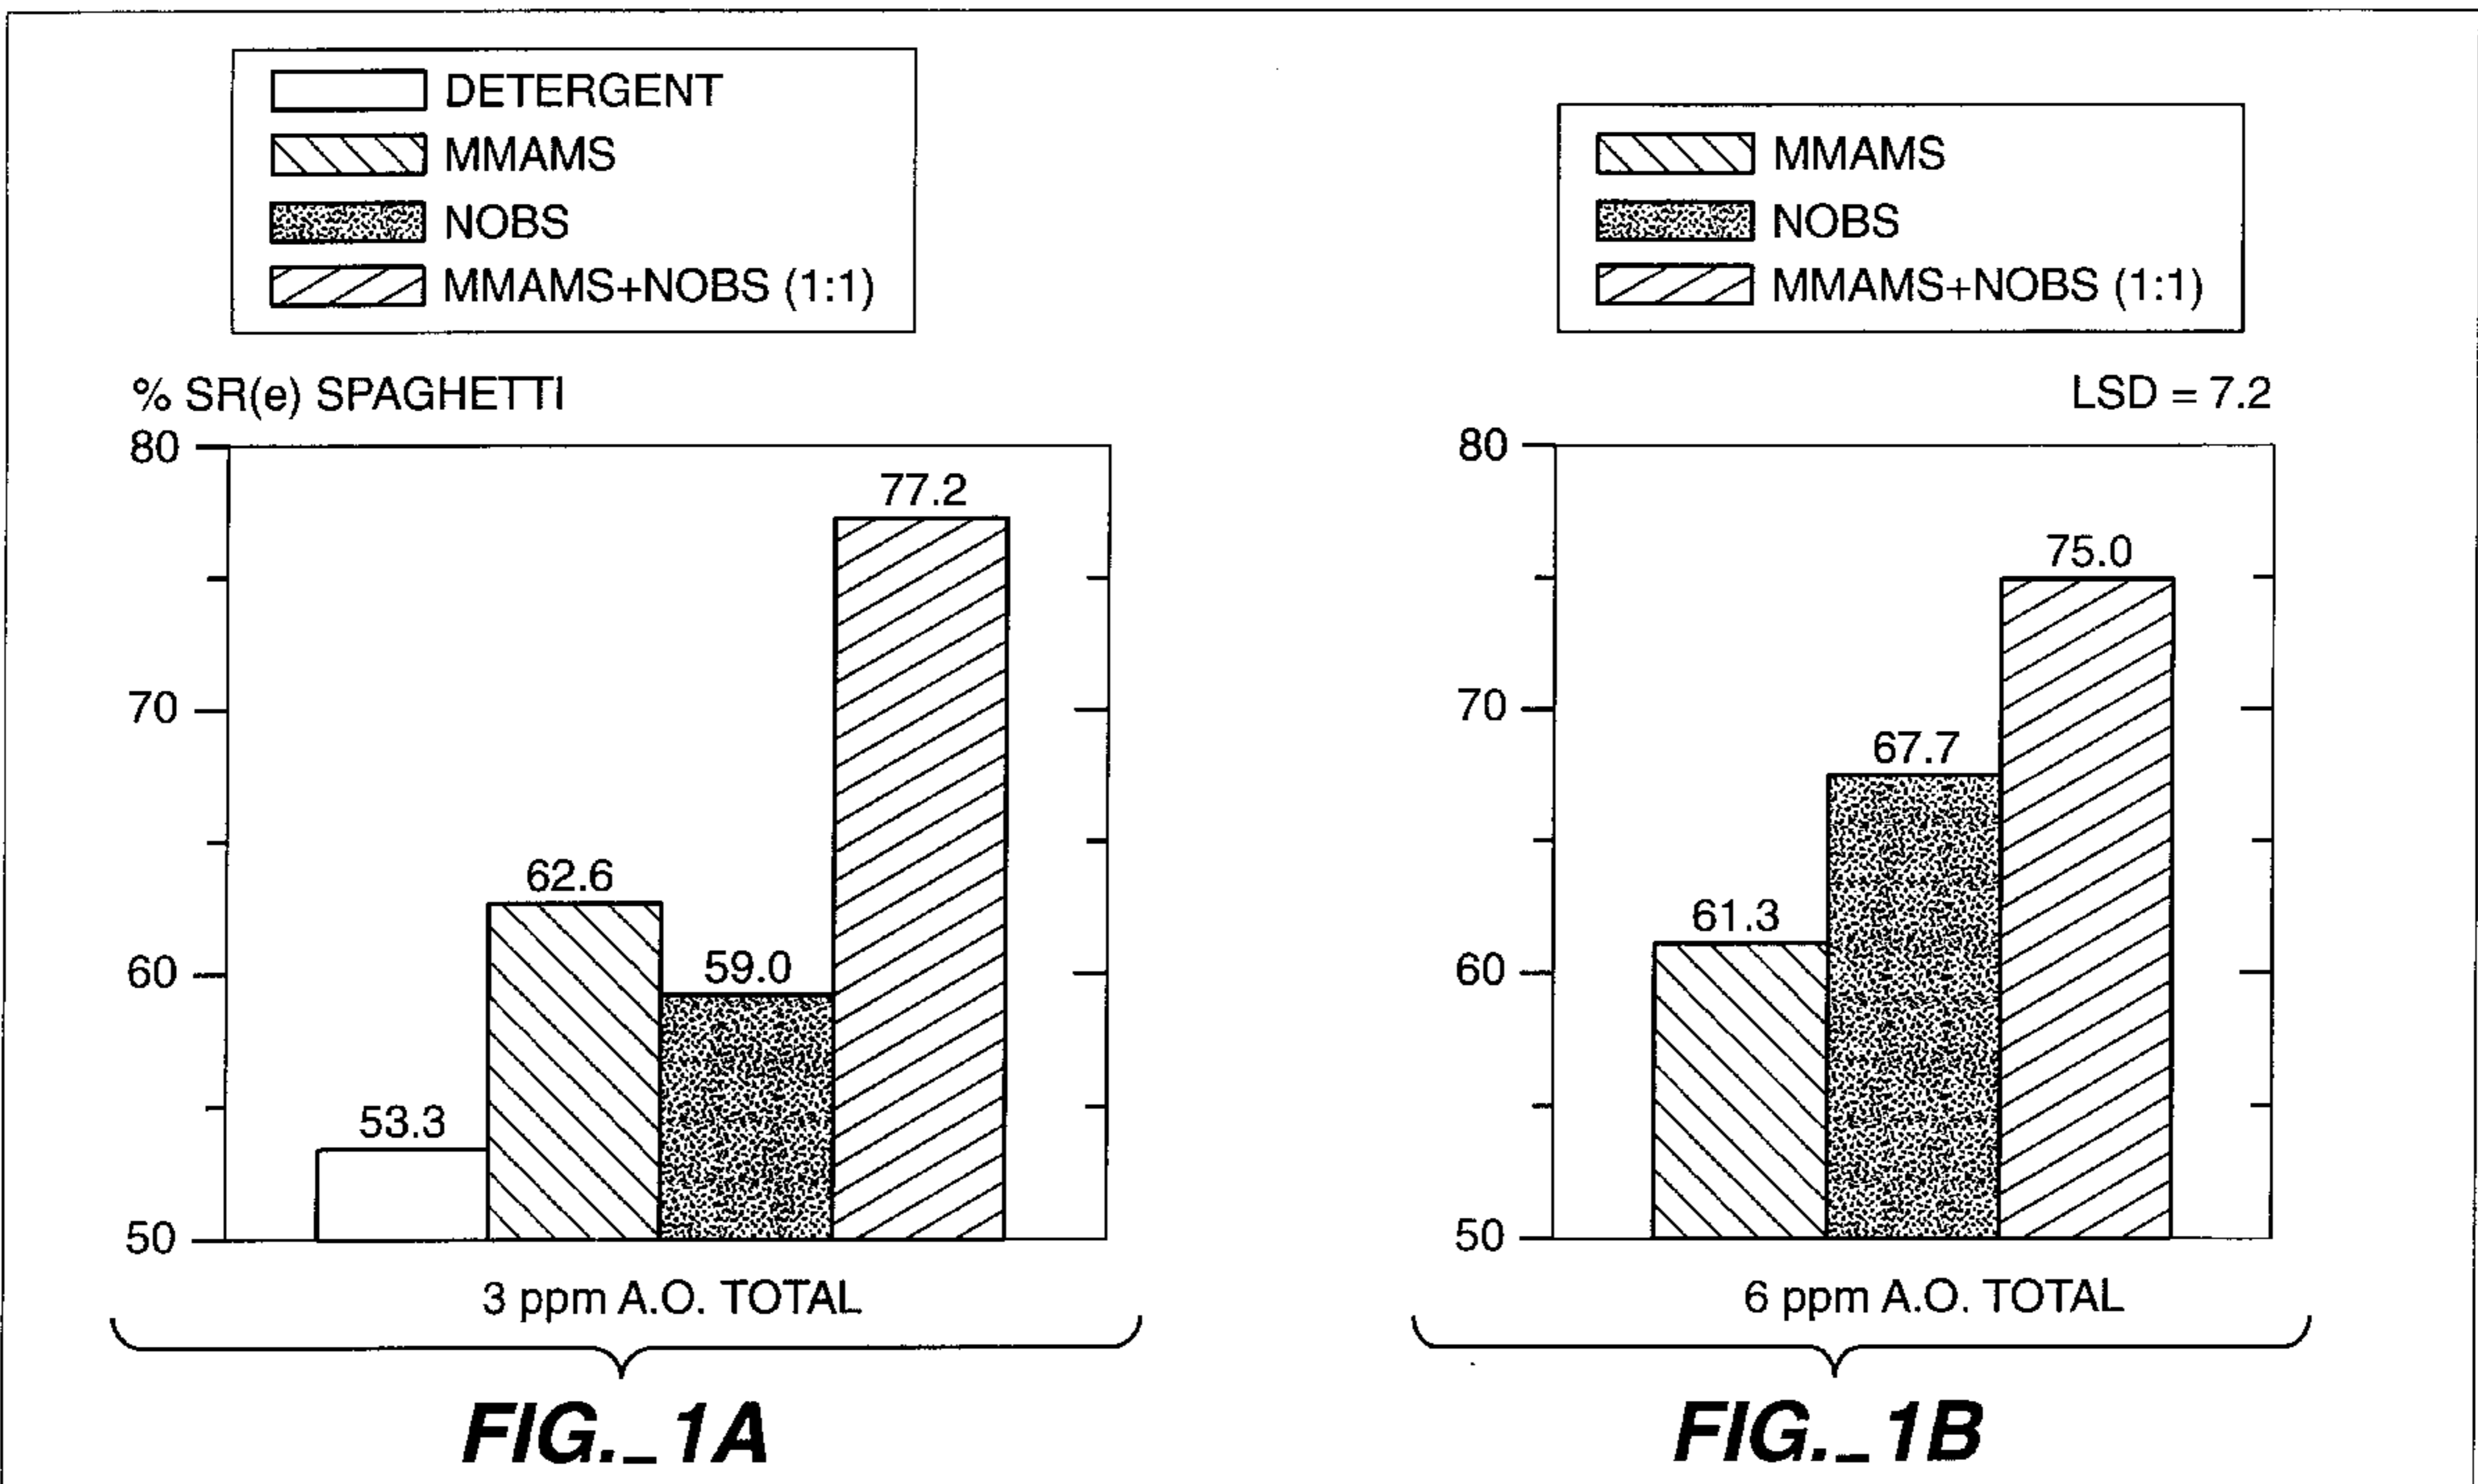 DETERGENT
MMAMS
NOBS
MMAMS+NOBS (1:1)
% SR(e) SPAGHETTI
80
70
60
50
53.3
62.6
59.0
77.2
3 ppm A.O. TOTAL
FIG._1A
MMAMS
NOBS
MMAMS+NOBS (1:1)
LSD = 7.2
80
70
60
50
61.3
67.7
75.0
6 ppm A.O. TOTAL
FIG._1B